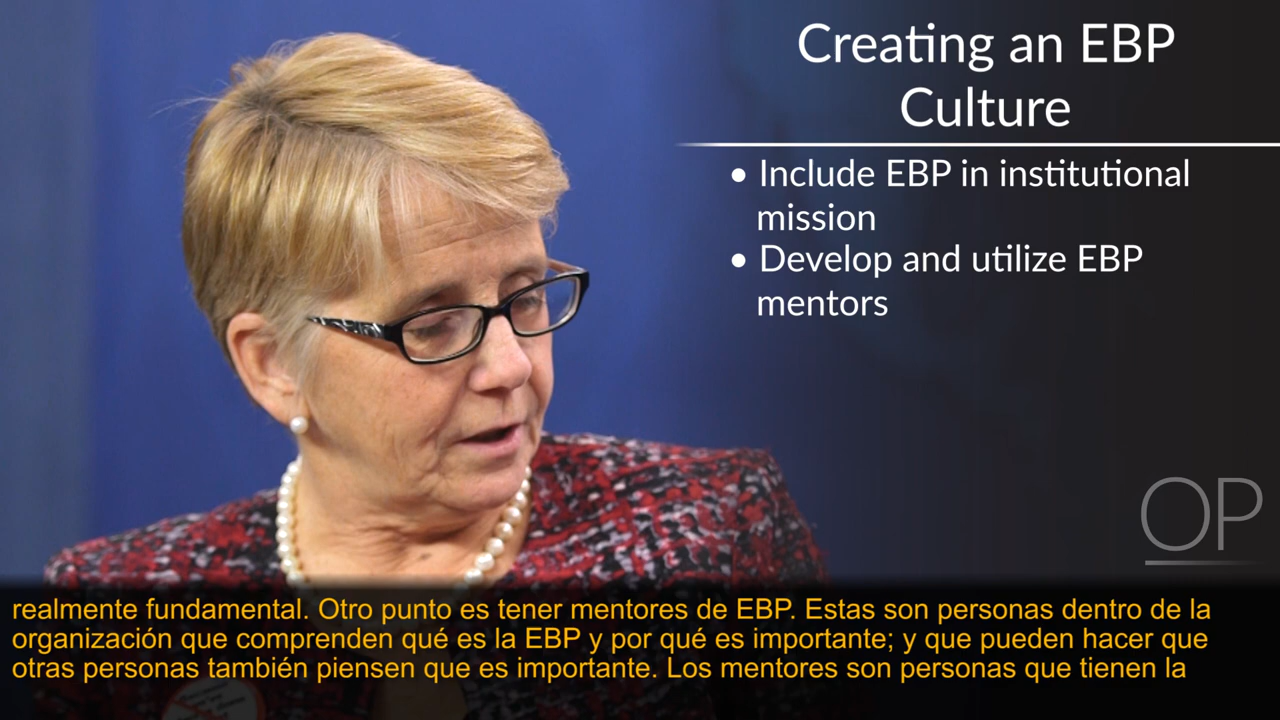 Creating an EBP
Culture
• Include EBP in institutional
mission
• Develop and utilize EBP
mentors
OP
realmente fundamental. Otro punto es tener mentores de EBP. Estas son personas dentro de la
organización que comprenden qué es la EBP y por qué es importante; y que pueden hacer que
otras personas también piensen que es importante. Los mentores son personas que tienen la